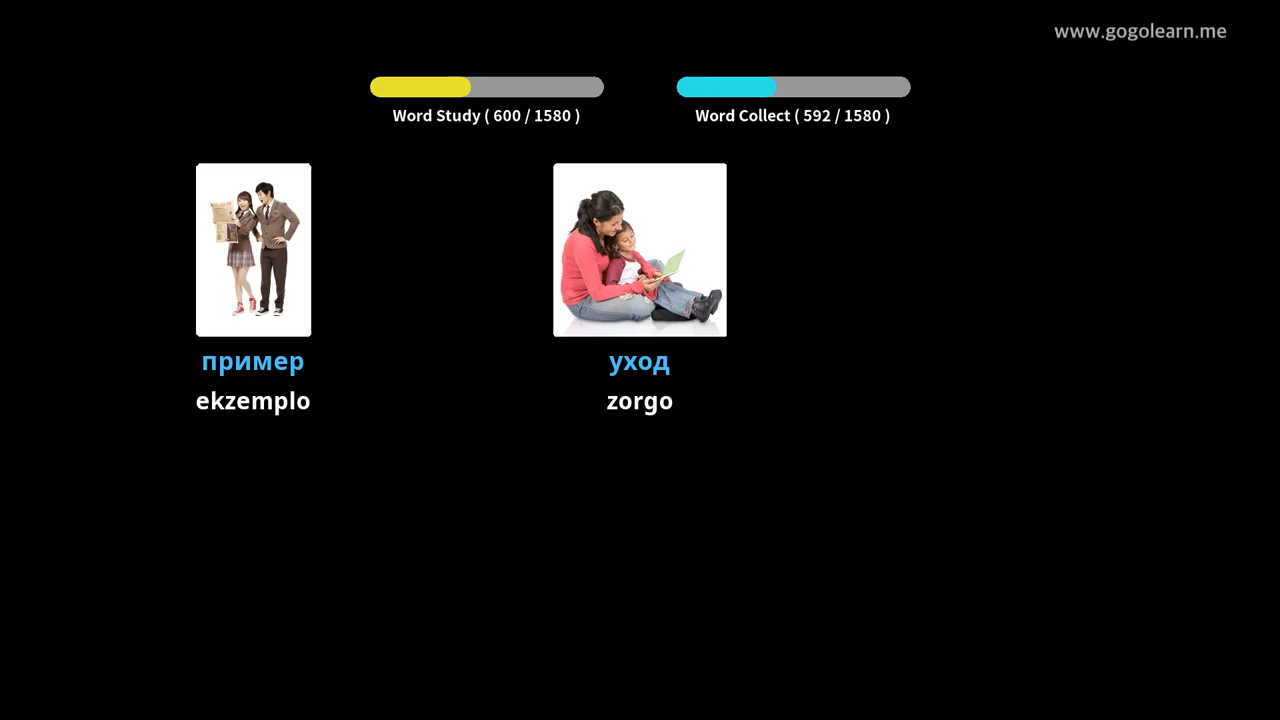 www.gogolearn.me
Word Study ( 600 / 1580 )
Word Collect ( 592 / 1580 )
пример
ekzemplo
уход
zorgo